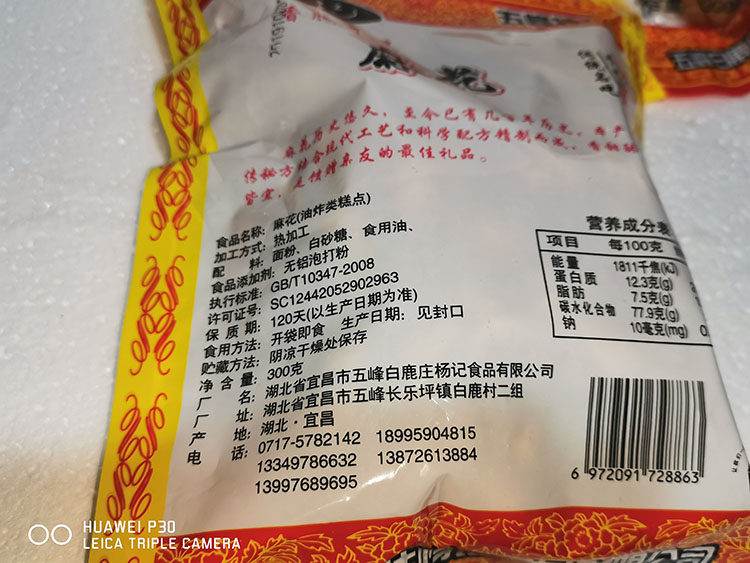 麻花
麻花历史悠久，至今已有几
传秘方结合现代工艺和科学配方精制而
皆宜，是馈赠亲友的最佳礼品。
食品名称：麻花(油炸类糕点)
加工方式：热加工
配 料：面粉、白砂糖、食用油、
食品添加剂：无铝泡打粉
执行标准：GB/T10347-2008
许可证号：SC12442052902963
保 质 期：120天(以生产日期为准)
食用方法：开袋即食 生产日期：见封口
贮藏方法：阴凉干燥处保存
净 含 量：300克
厂 名：湖北省宜昌市五峰白鹿庄杨记食品有限公司
厂 址：湖北省宜昌市五峰长乐坪镇白鹿村二组
产 地：湖北·宜昌
电 话：0717-5782142 18995904815
13349786632 13872613884
13997689695
营养成分表
项目 每100克
能量 1811千焦(kJ)
蛋白质 12.3克(g)
脂肪 7.5克(g)
碳水化合物 77.9克(g)
钠 10毫克(mg)
6 972091 728863
HUAWEI P30
LEICA TRIPLE CAMERA